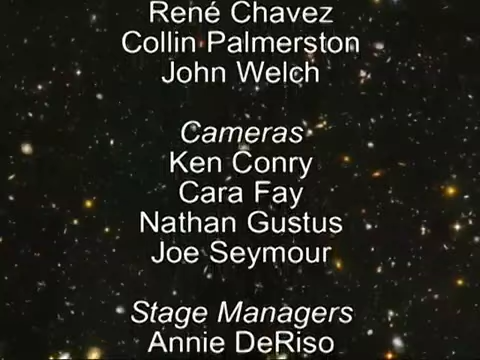 René Chavez
Collin Palmerston
John Welch
Cameras
Ken Conry
Cara Fay
Nathan Gustus
Joe Seymour
Stage Managers
Annie DeRiso